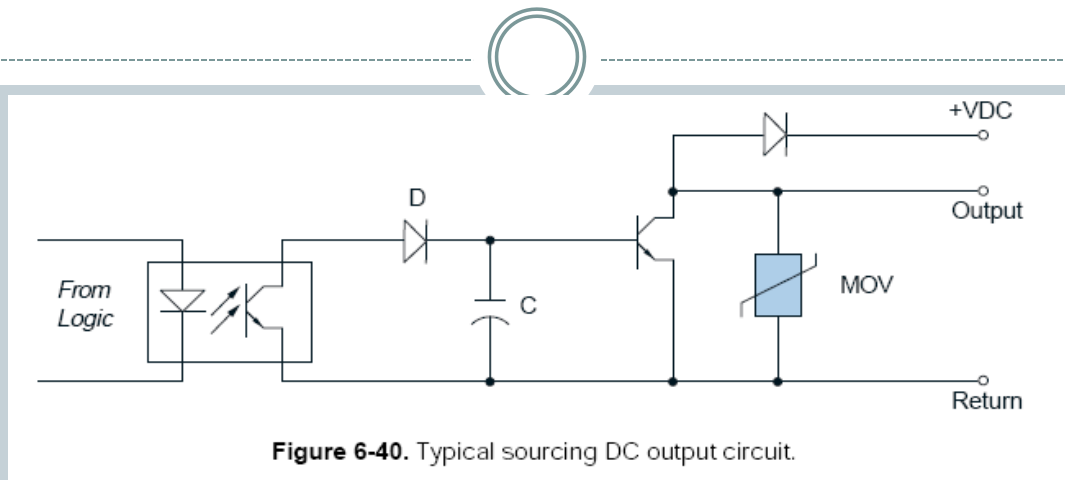 +VDC
D
Output
From
Logic
C
MOV
Return
Figure 6-40. Typical sourcing DC output circuit.